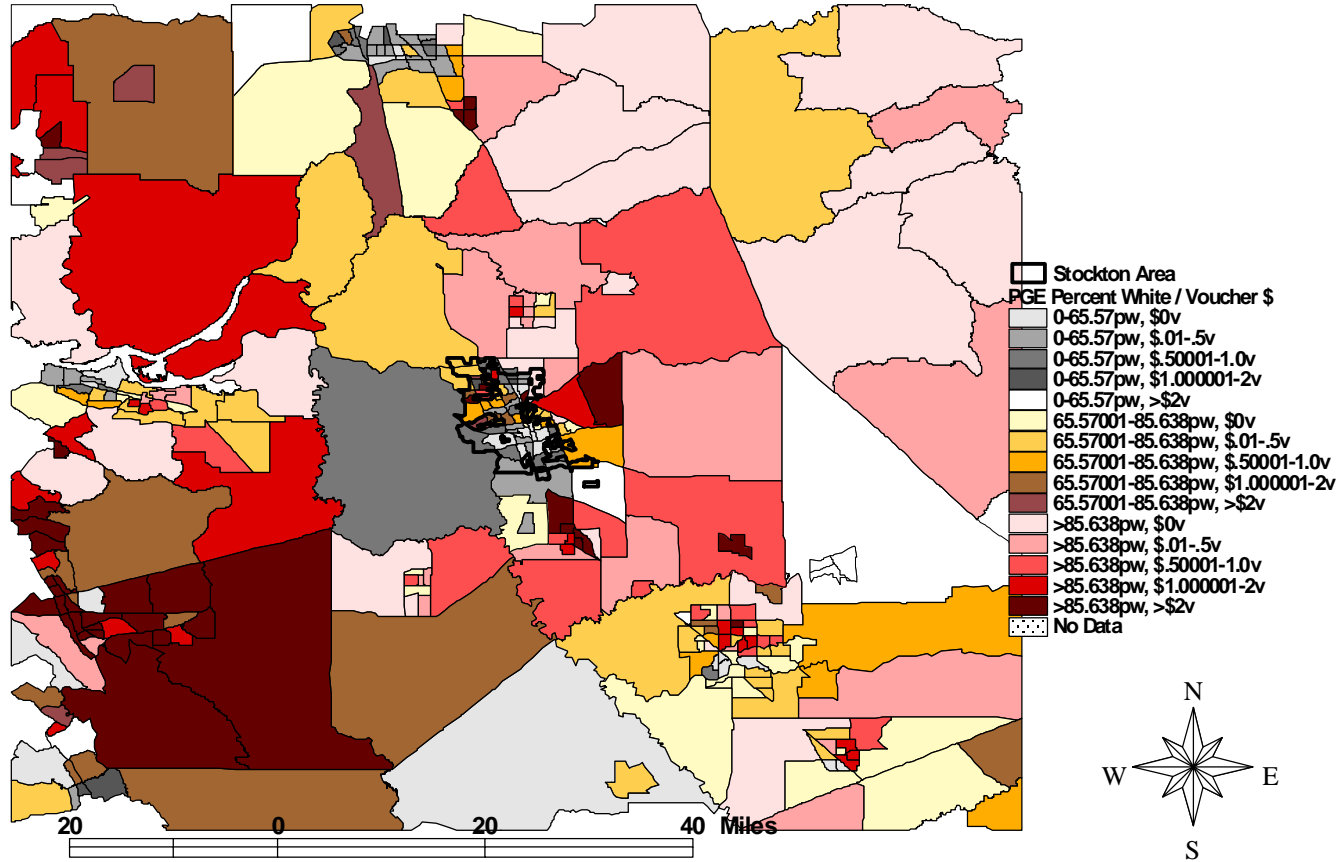 Stockton Area
PGE Percent White / Voucher $
0-65.57pw, $0v
0-65.57pw, $.01-.5v
0-65.57pw, $.50001-1.0v
0-65.57pw, $1.000001-2v
0-65.57pw, >$2v
65.57001-85.638pw, $0v
65.57001-85.638pw, $.01-.5v
65.57001-85.638pw, $.50001-1.0v
65.57001-85.638pw, $1.000001-2v
65.57001-85.638pw, >$2v
>85.638pw, $0v
>85.638pw, $.01-.5v
>85.638pw, $.50001-1.0v
>85.638pw, $1.000001-2v
>85.638pw, >$2v
No Data
N
W E
S
20 0 20 40 Miles